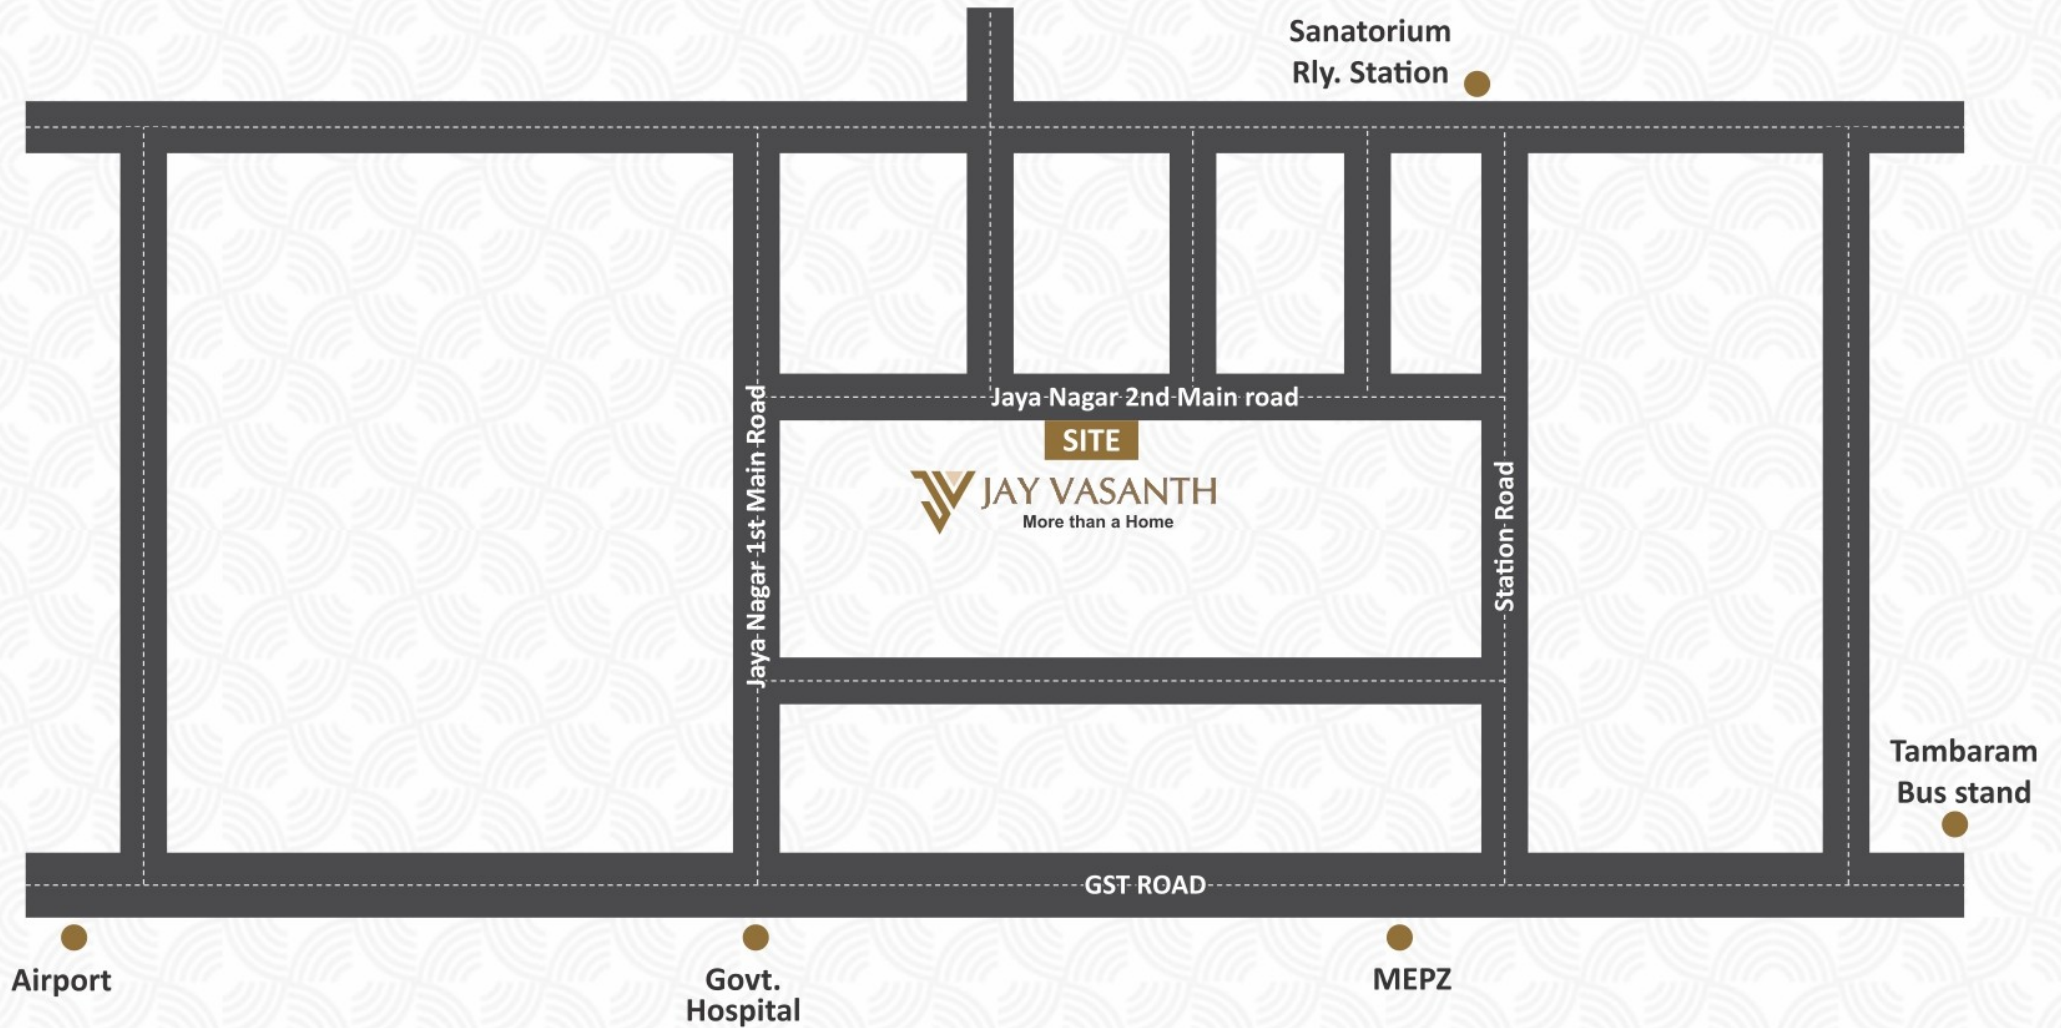 Sanatorium
Rly. Station
Jaya Nagar 2nd Main road
SITE
JAY VASANTH
More than a Home
Jaya Nagar 1st Main Road
Station Road
Tambaram
Bus stand
GST ROAD
Airport
Govt.
Hospital
MEPZ